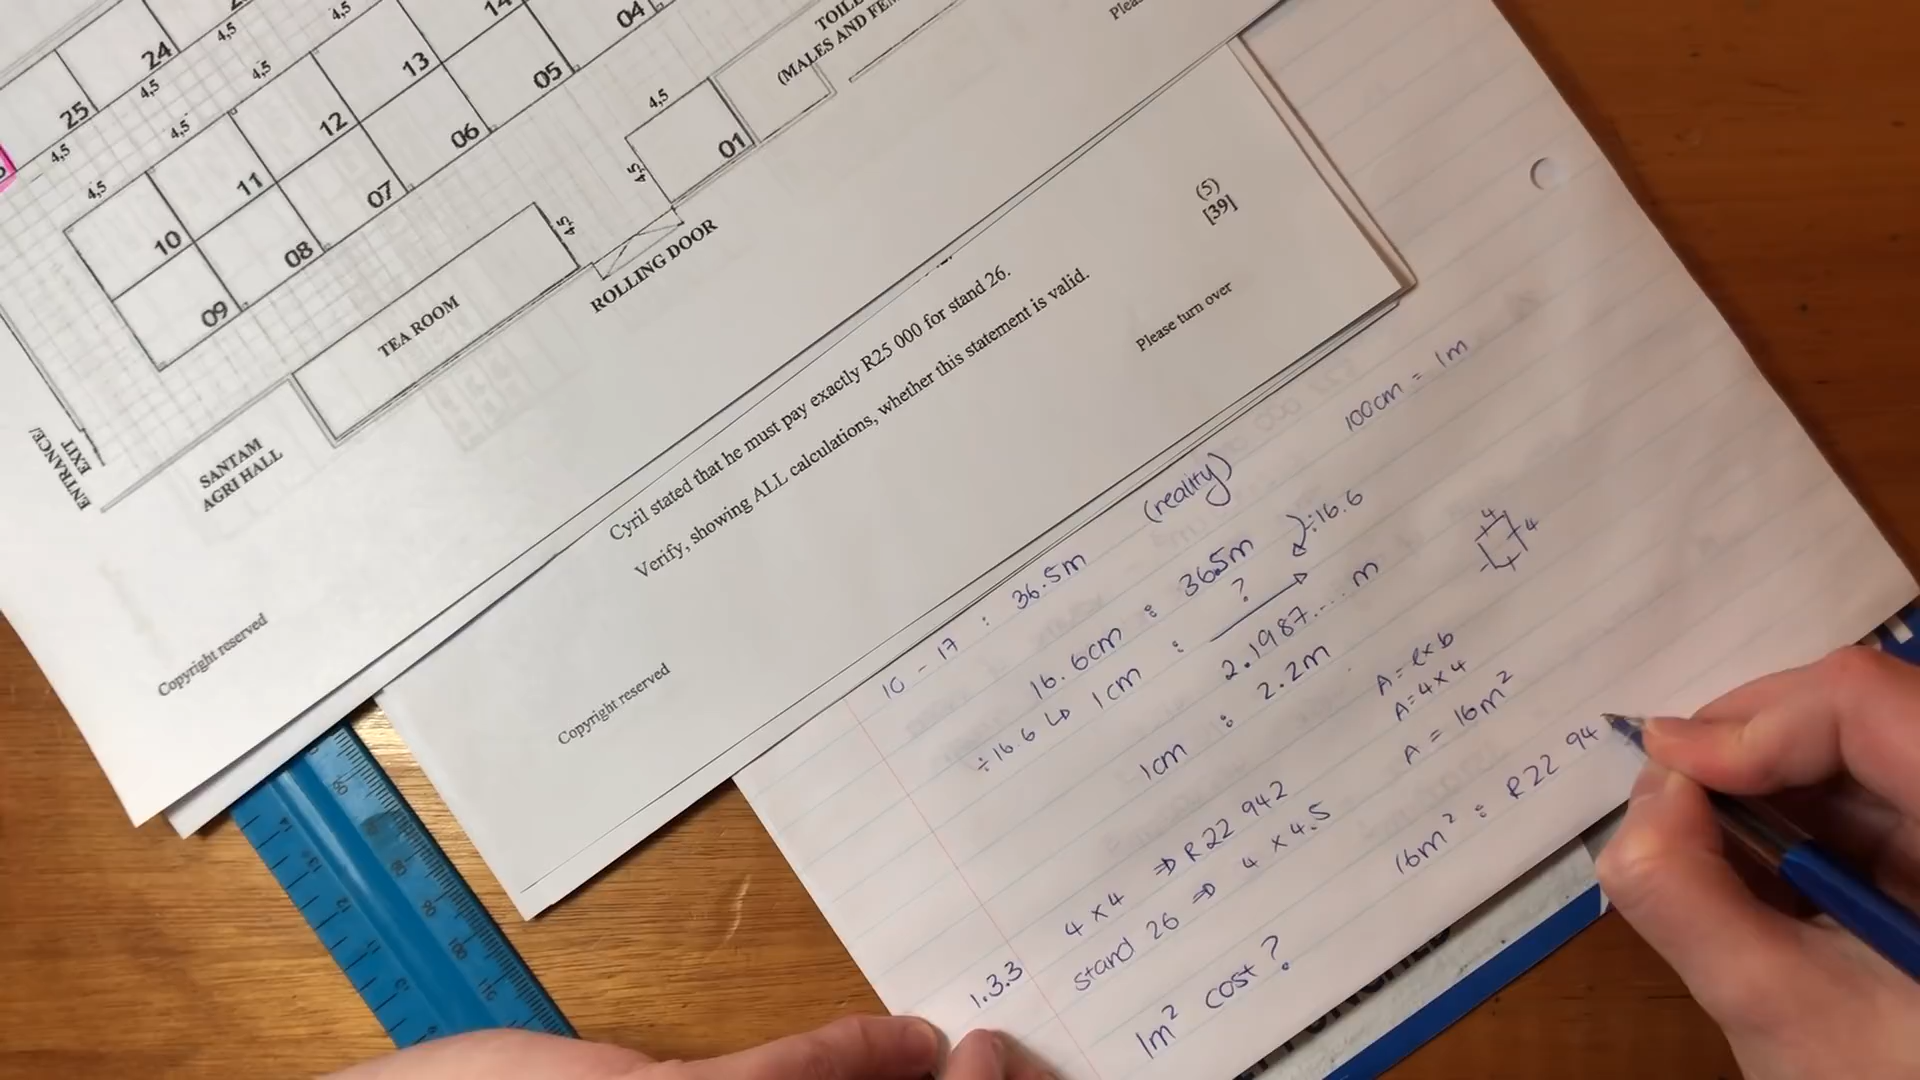 4,5
4,5
4,5
4,5
4,5
4,5
4,5
24
25
14
13
12
11
10
04
05
06
07
08
09
4,5
4,5
01
(MALES AND
4,5
TEA ROOM
ROLLING DOOR
ENTRANCE/
EXIT
SANTAM
AGRI HALL
Copyright reserved
Cyril stated that he must pay exactly R25 000 for stand 26.
Verify, showing ALL calculations, whether this statement is valid.
(5)
[39]
Copyright reserved
Please turn over
10 - 17 : 36.5m (reality)
100cm = 1m
16.6cm : 36.5m
÷16.6
÷16.6 1cm : ?
2.1987.... m
1cm : 2.2m
4
4
A = l x b
A = 4 x 4
A = 16m²
1.3.3
4 x 4 ⇒ R22 942
stand 26 ⇒ 4 x 4.5
1m² cost?
16m² : R22 94